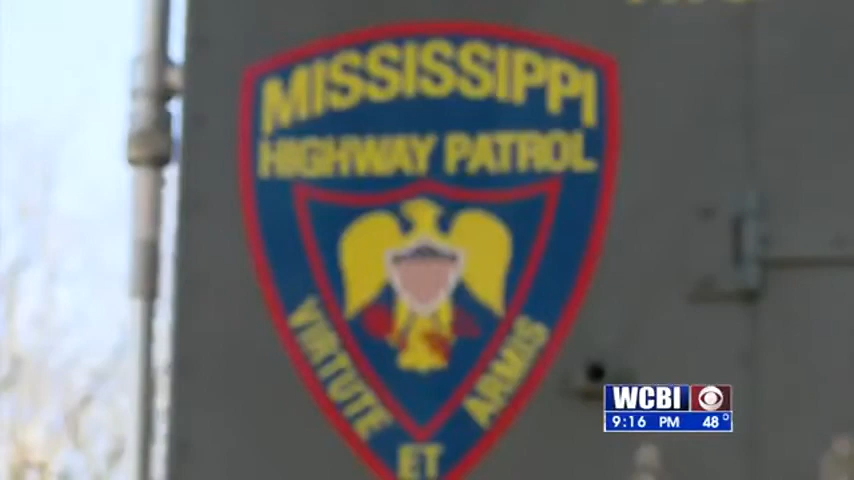 MISSISSIPPI
HIGHWAY PATROL
VIRTUTE
ET
ARMIS
WCBI
9:16 PM 48°